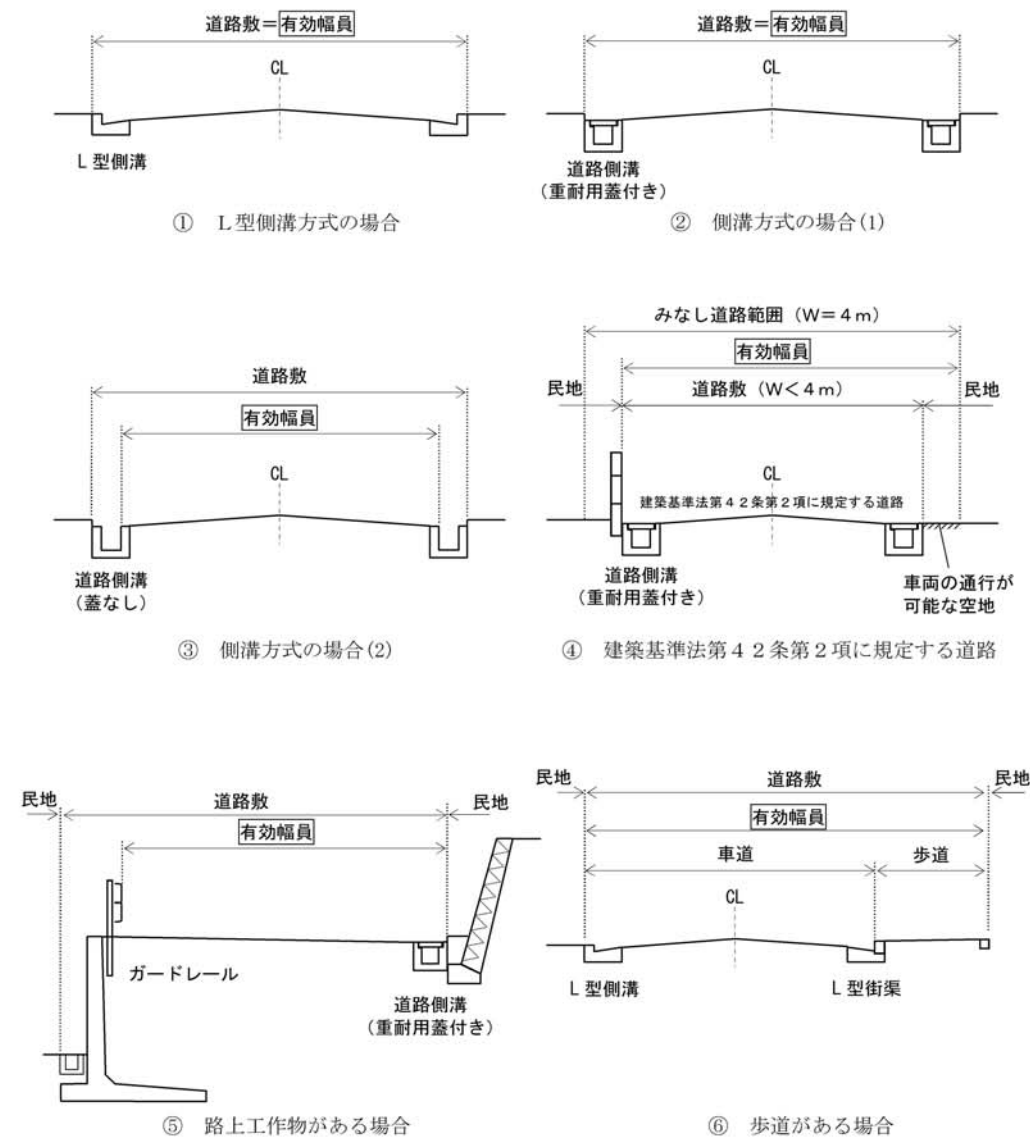 道路敷＝有効幅員
CL
L型側溝
① L型側溝方式の場合
道路敷＝有効幅員
CL
道路側溝
(重耐用蓋付き)
② 側溝方式の場合(1)
道路敷
有効幅員
CL
道路側溝
(蓋なし)
③ 側溝方式の場合(2)
みなし道路範囲（W＝４ｍ）
有効幅員
民地
道路敷（W＜４ｍ）
民地
CL
建築基準法第４２条第２項に規定する道路
道路側溝
(重耐用蓋付き)
車両の通行が
可能な空地
④ 建築基準法第４２条第２項に規定する道路
民地
道路敷
民地
有効幅員
ガードレール
道路側溝
(重耐用蓋付き)
⑤ 路上工作物がある場合
民地
道路敷
民地
有効幅員
車道
歩道
CL
L型側溝
L型街渠
⑥ 歩道がある場合